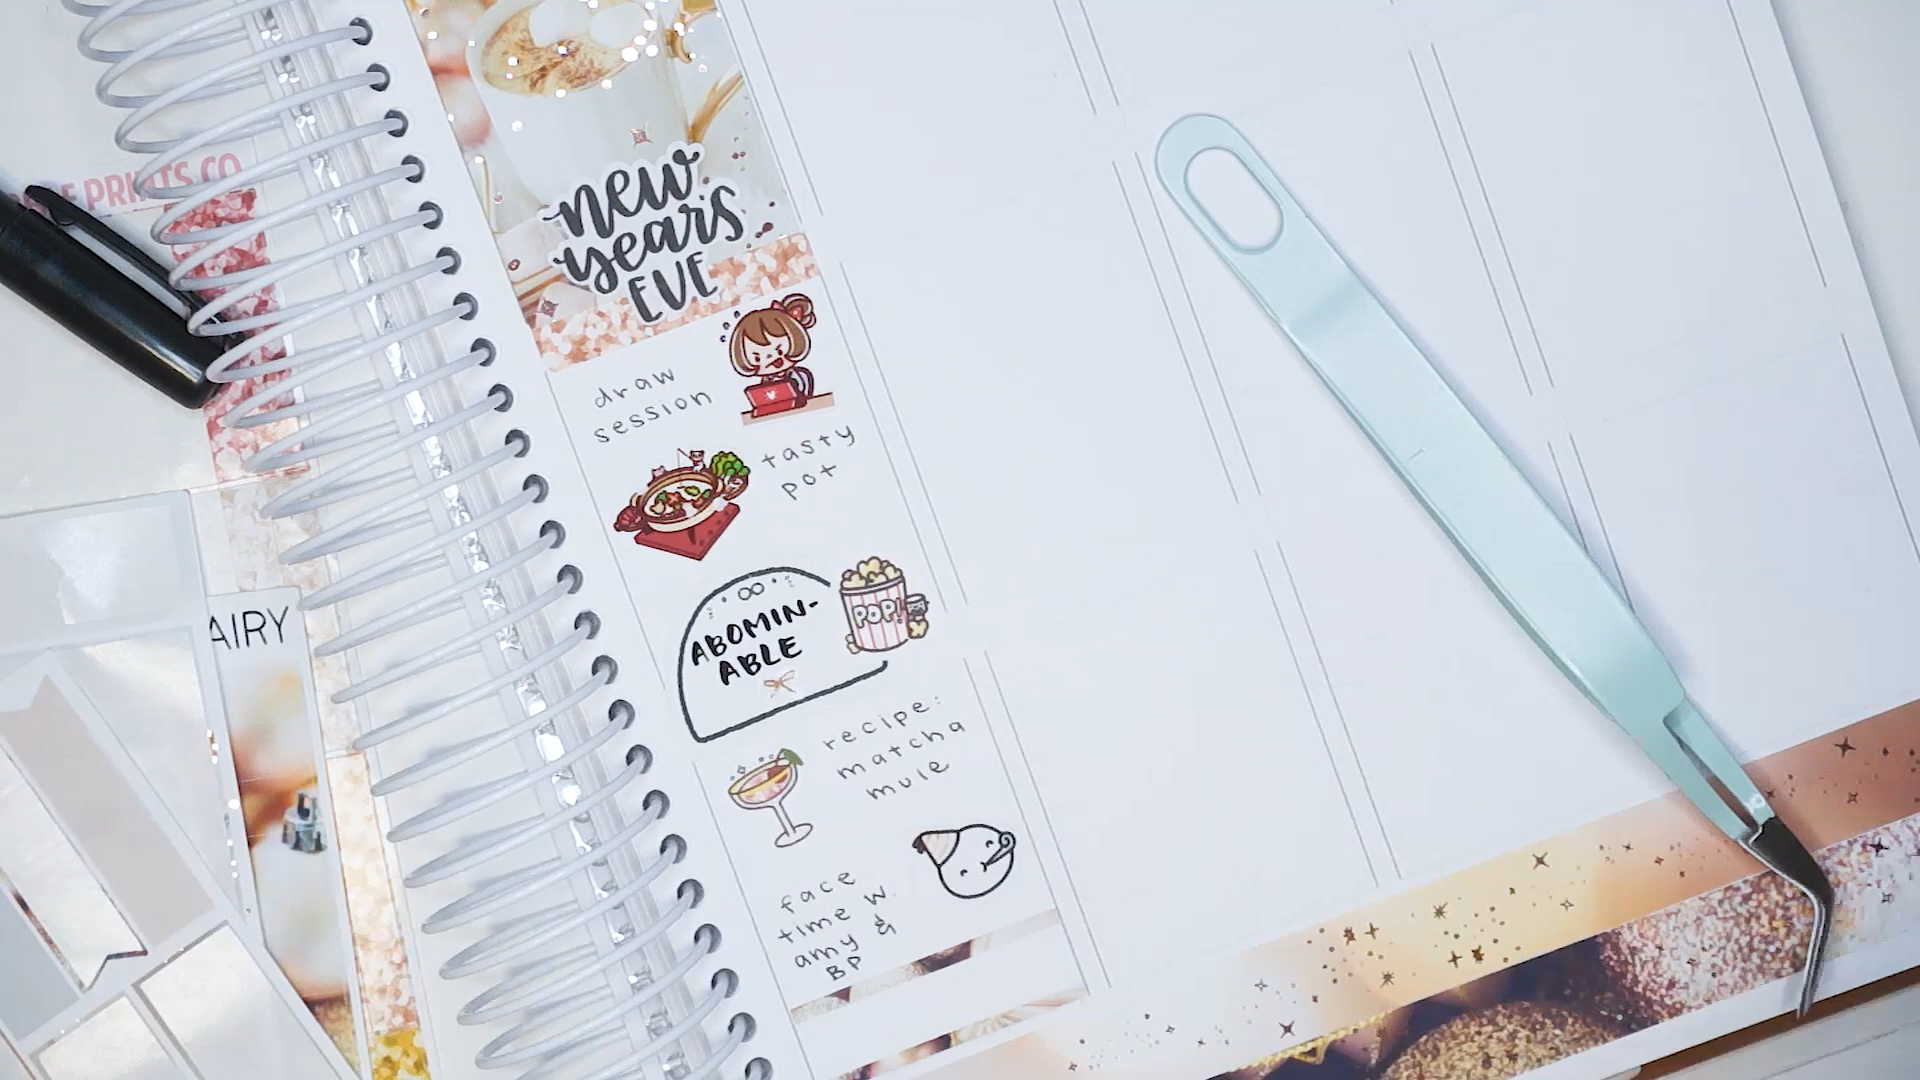 PRINTS CO
new
years
EVE
draw
session
tasty
pot
POP!
ABOMIN-
ABLE
AIRY
recipe:
matcha
mule
face
time w.
amy &
BP